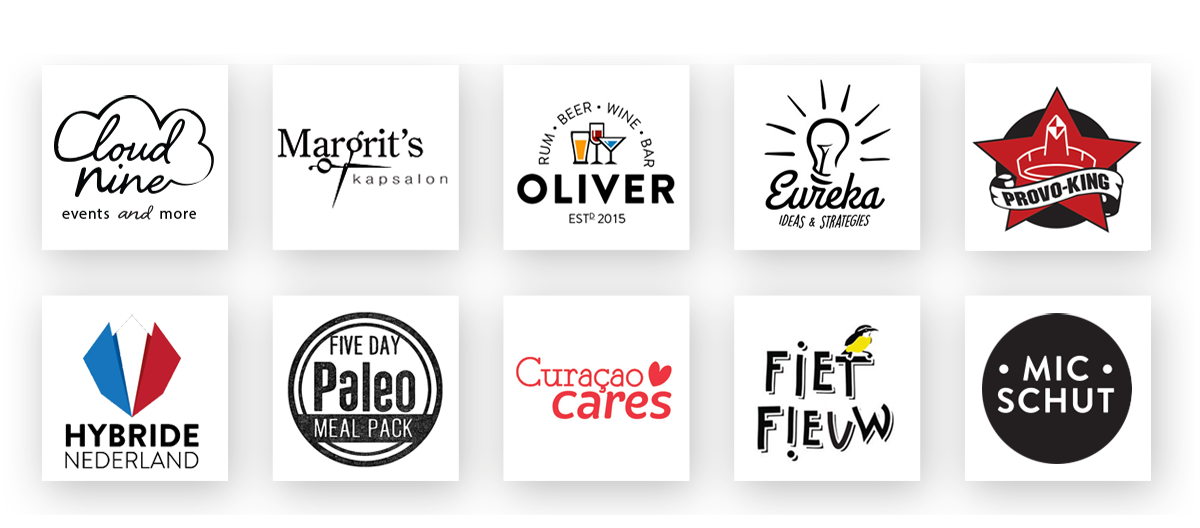 Cloud
nine
events and more
Margrit's
kapsalon
RUM • BEER • WINE • BAR
OLIVER
ESTD 2015
Eureka
IDEAS & STRATEGIES
PROVO-KING
HYBRIDE
NEDERLAND
FIVE DAY
Paleo
MEAL PACK
Curaçao
cares
FiET
FiEUW
• MIC •
SCHUT